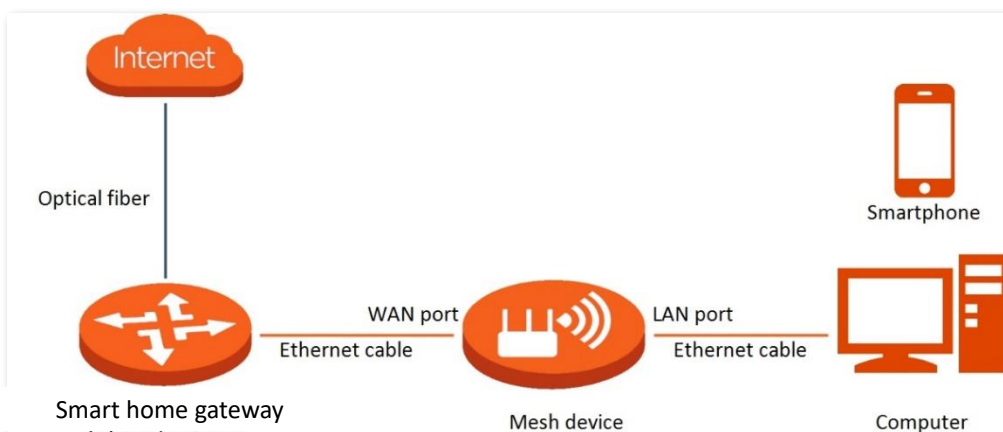 Internet
Optical fiber
Smartphone
WAN port
LAN port
Ethernet cable
Ethernet cable
Smart home gateway
Mesh device
Computer